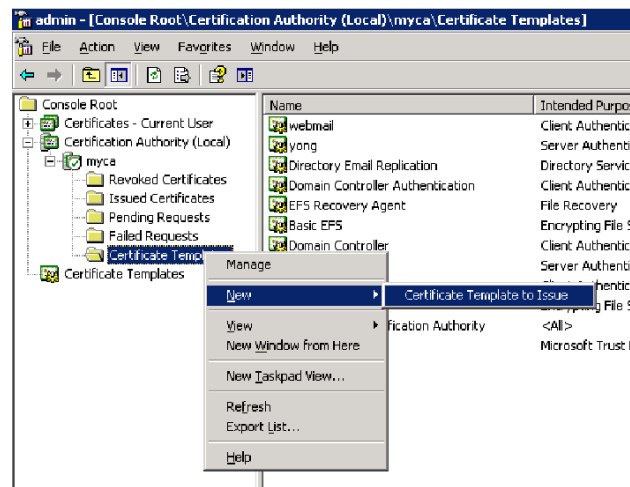 admin - [Console Root\Certification Authority (Local)\myca\Certificate Templates]
File Action View Favorites Window Help
Console Root
Certificates - Current User
Certification Authority (Local)
myca
Revoked Certificates
Issued Certificates
Pending Requests
Failed Requests
Certificate Templ
Certificate Templates
Name Intended Purpo
webmail Client Authentic
yong Server Authenti
Directory Email Replication Directory Servic
Domain Controller Authentication Client Authentic
EFS Recovery Agent File Recovery
Basic EFS Encrypting File S
Domain Controller Client Authentic
Server Authenti
ification Authority <All>
Microsoft Trust L
Manage
New
Certificate Template to Issue
View
New Window from Here
New Taskpad View...
Refresh
Export List...
Help